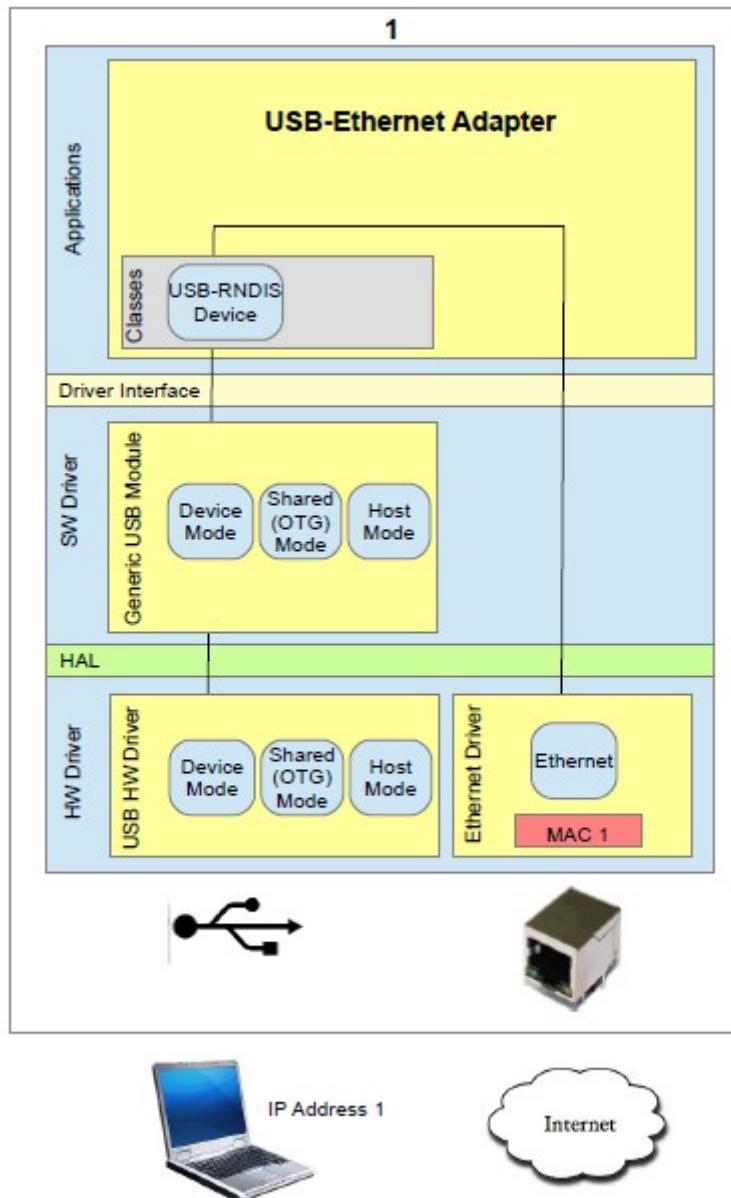 1
USB-Ethernet Adapter
Applications
Classes
USB-RNDIS
Device
Driver Interface
SW Driver
Generic USB Module
Device
Mode
Shared
(OTG)
Mode
Host
Mode
HAL
HW Driver
USB HW Driver
Device
Mode
Shared
(OTG)
Mode
Host
Mode
Ethernet Driver
Ethernet
MAC 1
IP Address 1
Internet